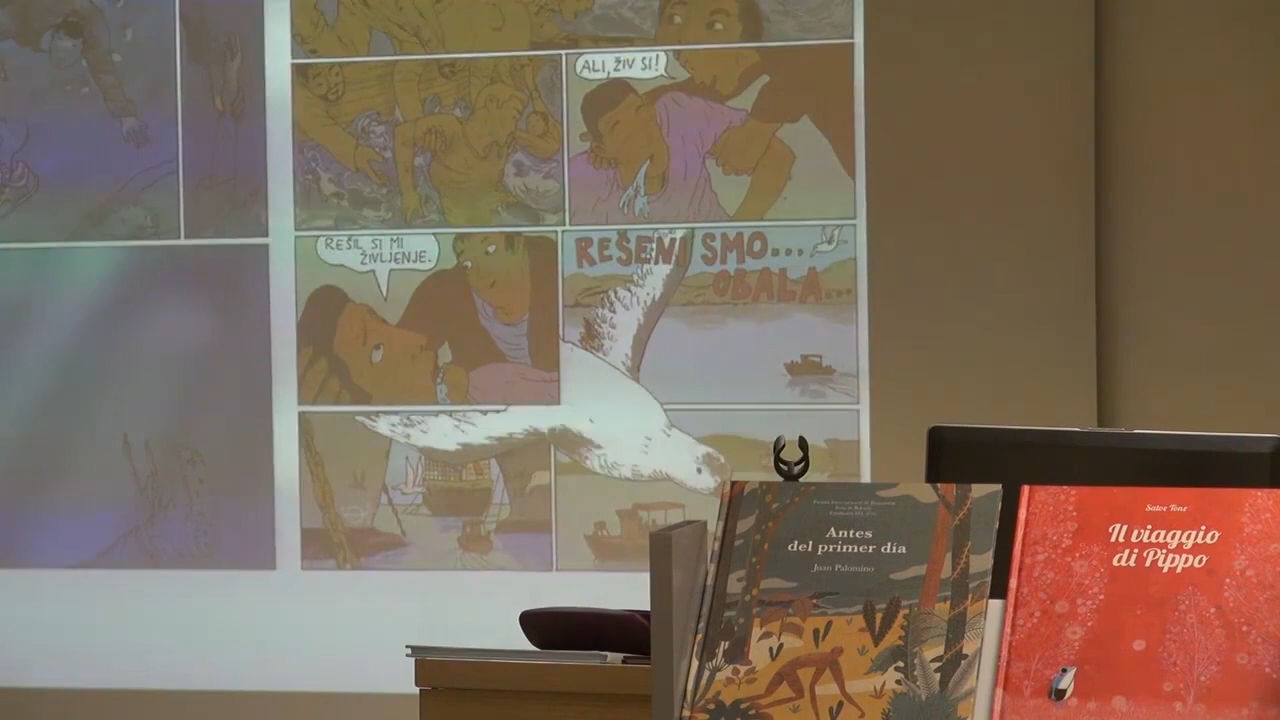 ALI, ŽIV SI!
REŠIL SI MI
ŽIVLJENJE.
REŠENI SMO...
OBALA...
Antes
del primer día
Juan Palomino
Satoe Tone
Il viaggio
di Pippo